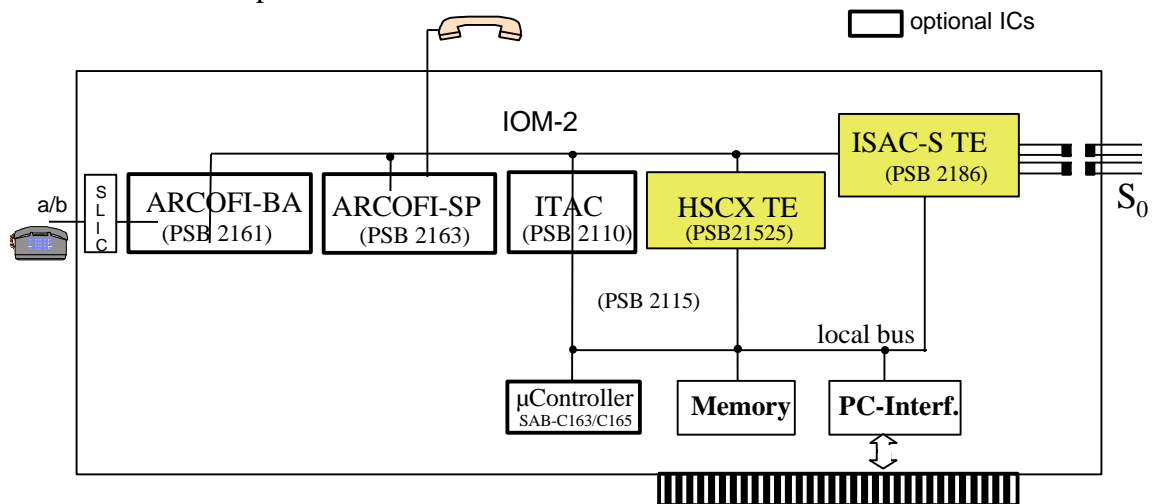 optional ICs
IOM-2
ISAC-S TE
(PSB 2186)
S0
a/b
SLIC
ARCOFI-BA
(PSB 2161)
ARCOFI-SP
(PSB 2163)
ITAC
(PSB 2110)
HSCX TE
(PSB21525)
(PSB 2115)
local bus
µController
SAB-C163/C165
Memory
PC-Interf.